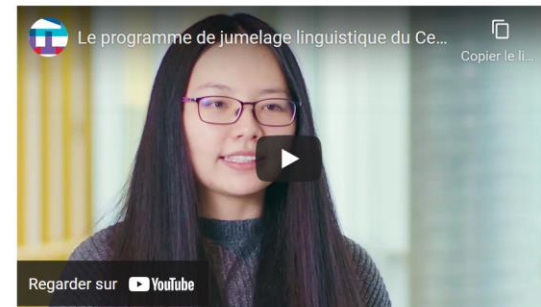 Le programme de jumelage linguistique du Ce...
Copier le li...
Regarder sur YouTube